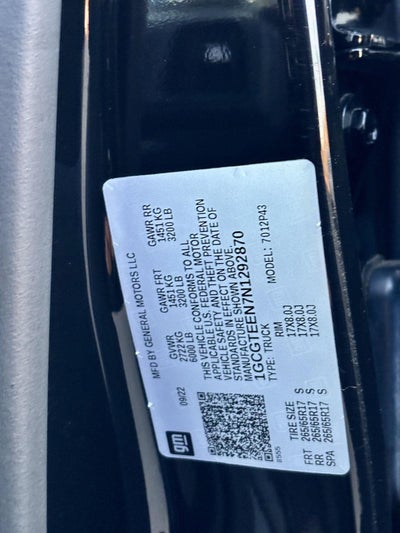 gm
MFD BY GENERAL MOTORS LLC
09/22
GVWR
2722KG
6000 LB
GAWR FRT
1451 KG
3200 LB
GAWR RR
1451 KG
3200 LB
THIS VEHICLE CONFORMS TO ALL
APPLICABLE U.S. FEDERAL MOTOR
VEHICLE SAFETY AND THEFT PREVENTION
STANDARDS IN EFFECT ON THE DATE OF
MANUFACTURE SHOWN ABOVE.
1GCGTEEN7N1292870
TYPE: TRUCK
MODEL: 7O12P43
TIRE SIZE
RIM
FRT 265/65R17 S 17X8.0J
RR 265/65R17 S 17X8.0J
SPA 265/65R17 S 17X8.0J